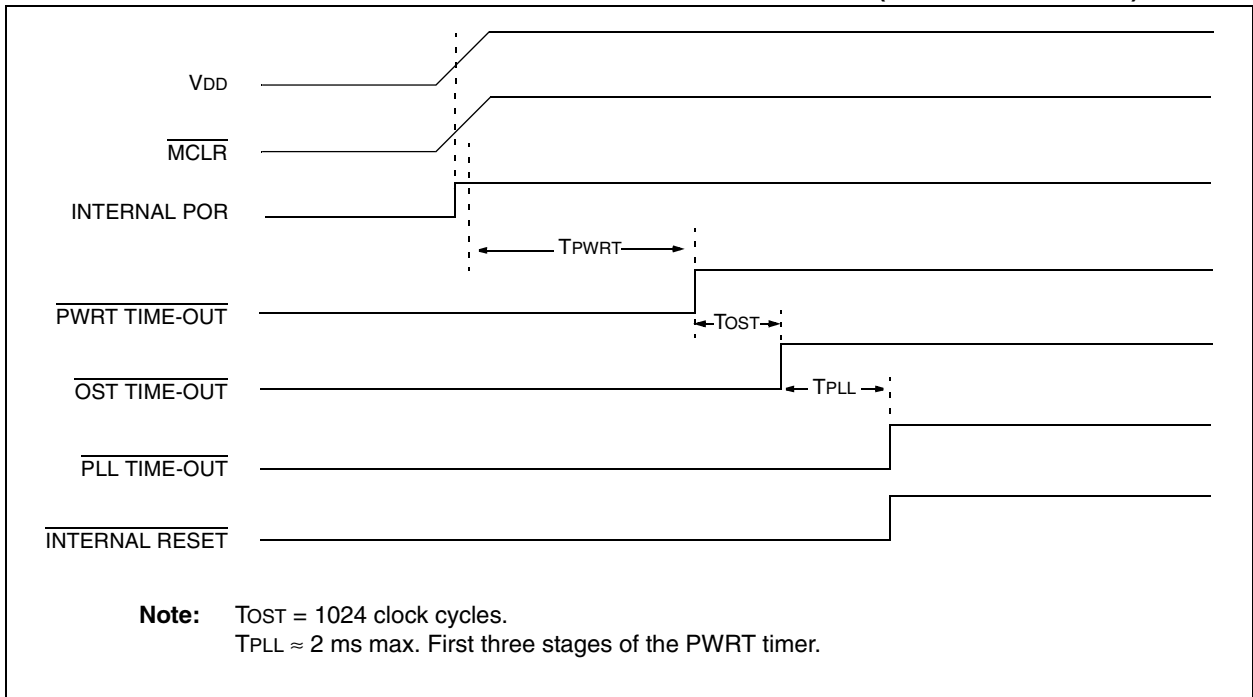 VDD
MCLR
INTERNAL POR
TPWRT
PWRT TIME-OUT
TOST
OST TIME-OUT
TPLL
PLL TIME-OUT
INTERNAL RESET
Note: TOST = 1024 clock cycles.
TPLL ≈ 2 ms max. First three stages of the PWRT timer.